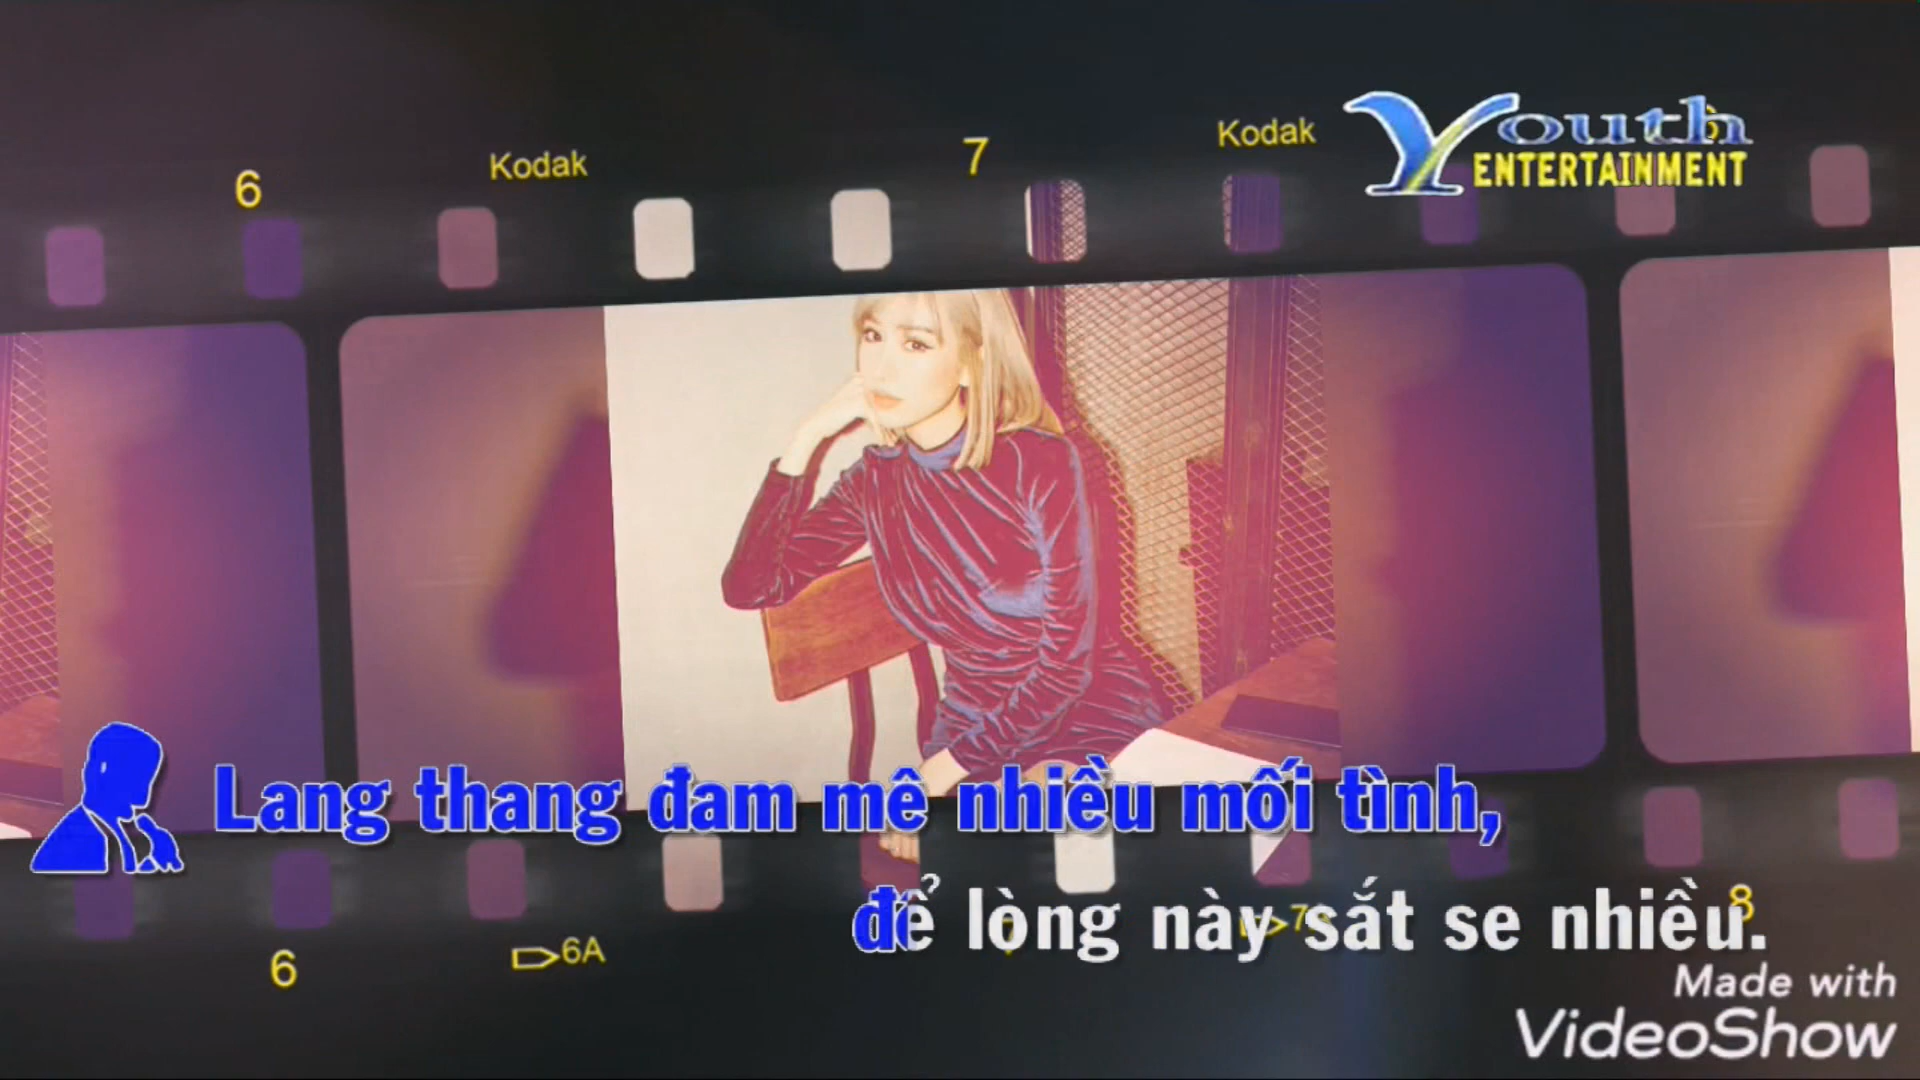 6
Kodak
7
Kodak
Youth
ENTERTAINMENT
Lang thang đam mê nhiều mối tình,
để lòng này sắt se nhiều.
8
6
6A
Made with
VideoShow